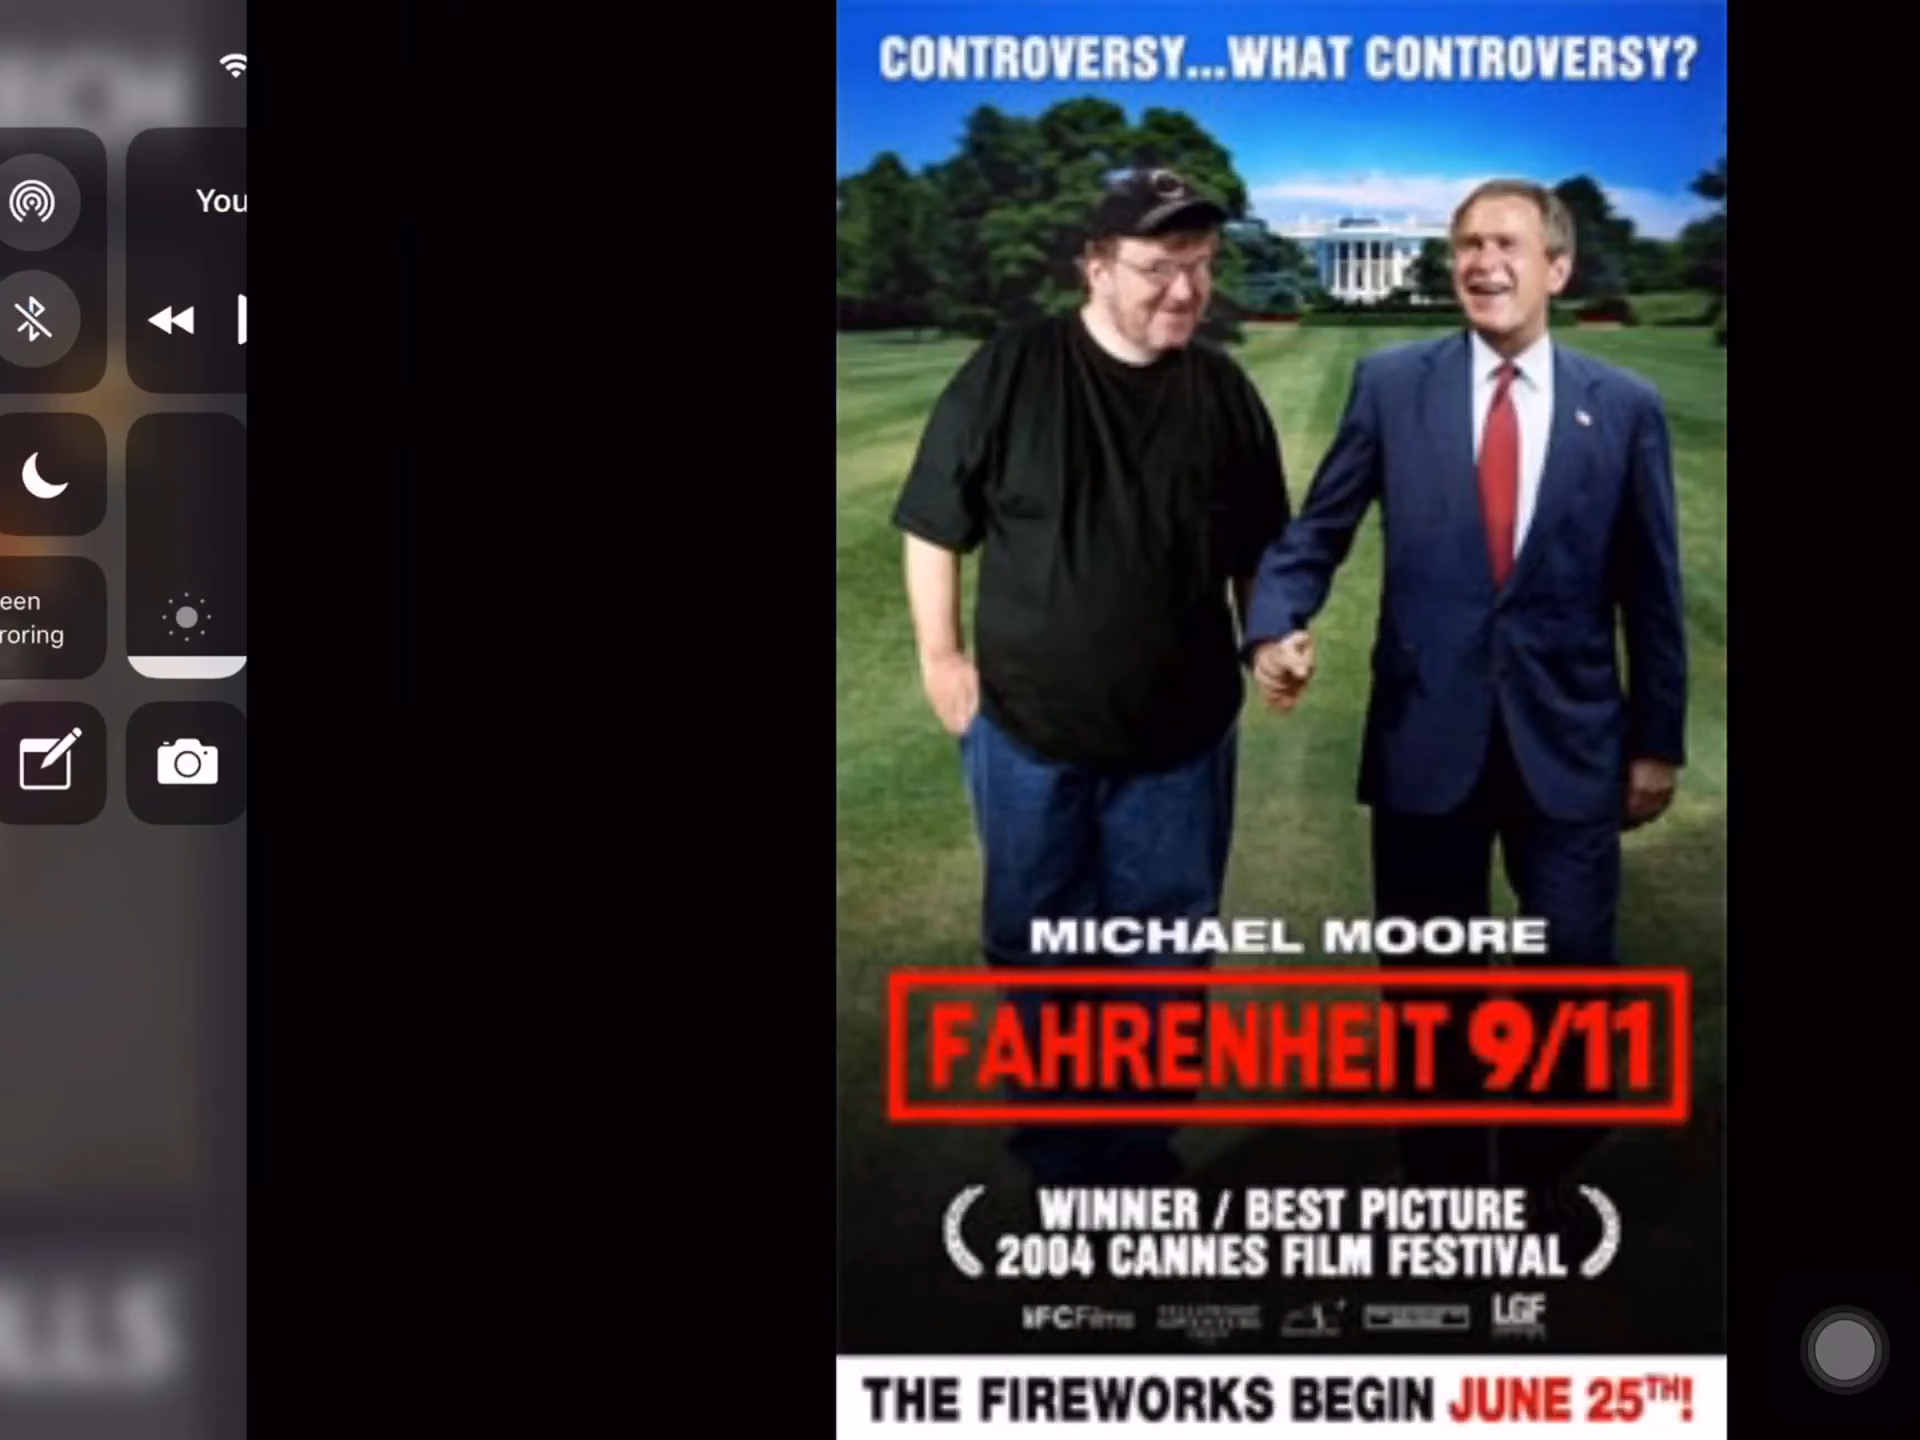 You
een
roring
CONTROVERSY...WHAT CONTROVERSY?
MICHAEL MOORE
FAHRENHEIT 9/11
WINNER / BEST PICTURE
2004 CANNES FILM FESTIVAL
IFCFilms
LGF
THE FIREWORKS BEGIN JUNE 25TH!